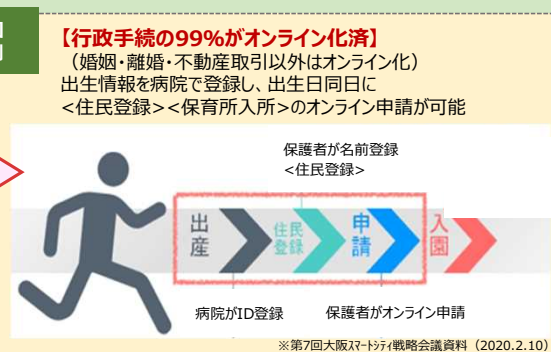 【行政手続の99％がオンライン化済】
（婚姻・離婚・不動産取引以外はオンライン化）
出生情報を病院で登録し、出生日同日に
<住民登録><保育所入所>のオンライン申請が可能
保護者が名前登録
<住民登録>
出産
住民登録
申請
入園
病院がID登録
保護者がオンライン申請
※第7回大阪スマートシティ戦略会議資料（2020.2.10）